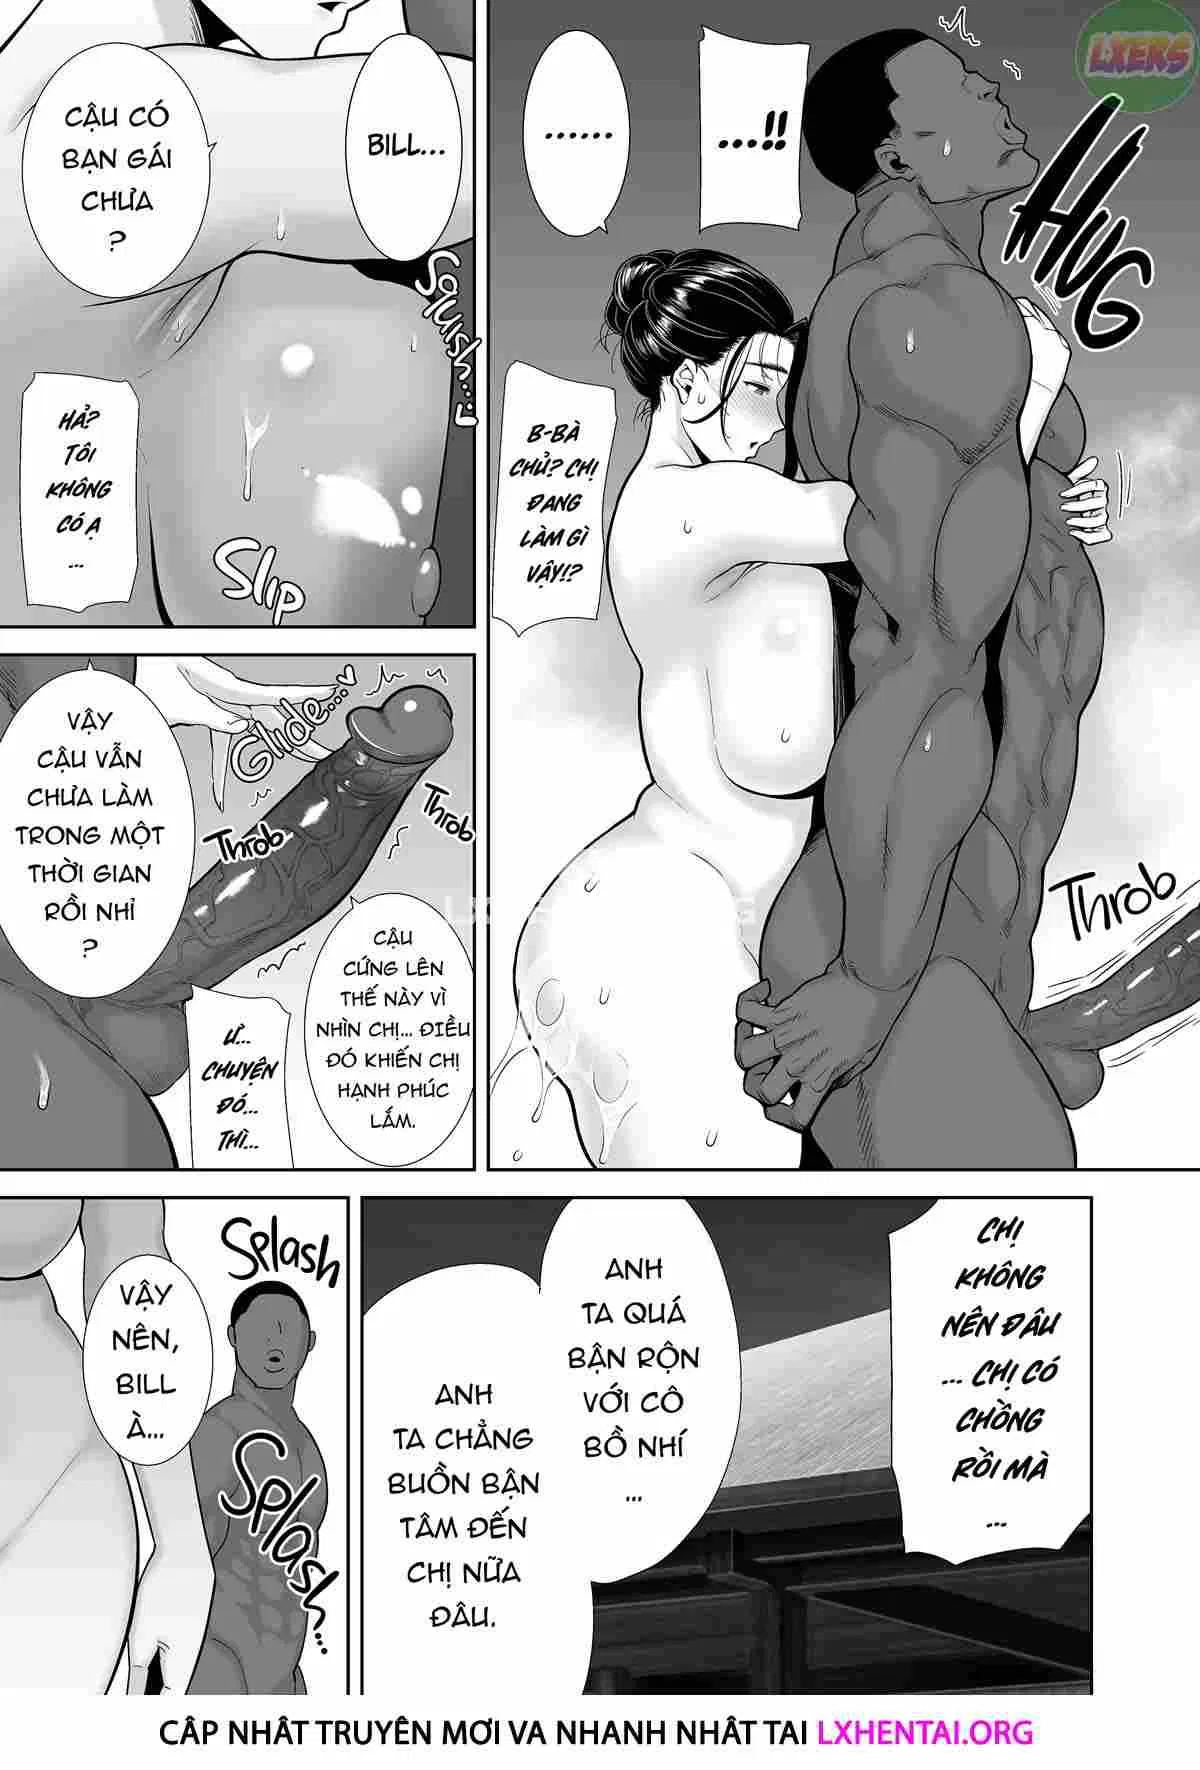 LXERS
HUG
...!!
......
B-BÀ
CHỦ? CHỊ
ĐANG
LÀM GÌ
VẬY!?
THROB
BILL...
CẬU CÓ
BẠN GÁI
CHƯA
?
SQUISH...
HẢ?
TÔI
KHÔNG
CÓ Ạ
...
SLIP
VẬY
CẬU VẪN
CHƯA LÀM
TRONG MỘT
THỜI GIAN
RỒI NHỈ
?
GLIDE...
THROB
THROB
CẬU
CỨNG LÊN
THẾ NÀY VÌ
NHÌN CHỊ... ĐIỀU
ĐÓ KHIẾN CHỊ
HẠNH PHÚC
LẮM.
Ư...
CHUYỆN
ĐÓ...
THÌ...
CHỊ
KHÔNG
NÊN ĐÂU
... CHỊ CÓ
CHỒNG
RỒI MÀ
...
ANH
TA QUÁ
BẬN RỘN
VỚI CÔ
BỒ NHÍ
...
ANH
TA CHẲNG
BUỒN BẬN
TÂM ĐẾN
CHỊ NỮA
ĐÂU.
SPLASH
VẬY
NÊN,
BILL
À...
SPLASH...
CẬP NHẬT TRUYỆN MỚI VÀ NHANH NHẤT TẠI LXHENTAI.ORG